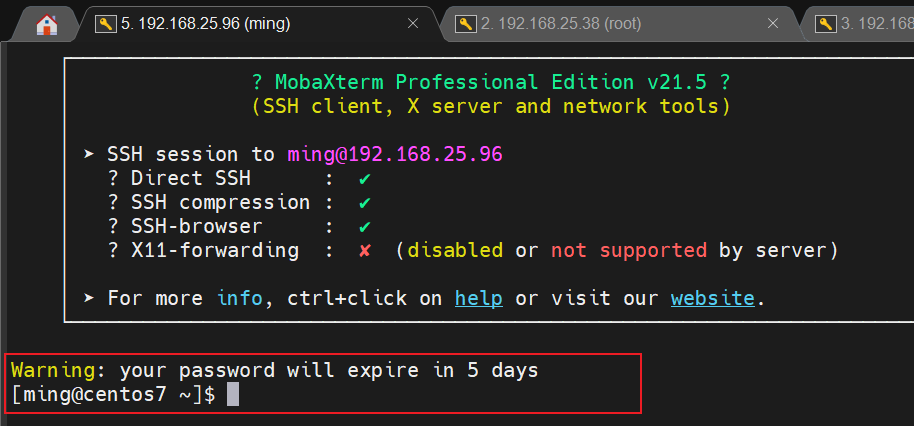 5. 192.168.25.96 (ming)
2. 192.168.25.38 (root)
3. 192.168
? MobaXterm Professional Edition v21.5 ?
(SSH client, X server and network tools)
➤ SSH session to ming@192.168.25.96
? Direct SSH : ✔
? SSH compression : ✔
? SSH-browser : ✔
? X11-forwarding : ✘ (disabled or not supported by server)
➤ For more info, ctrl+click on help or visit our website.
Warning: your password will expire in 5 days
[ming@centos7 ~]$